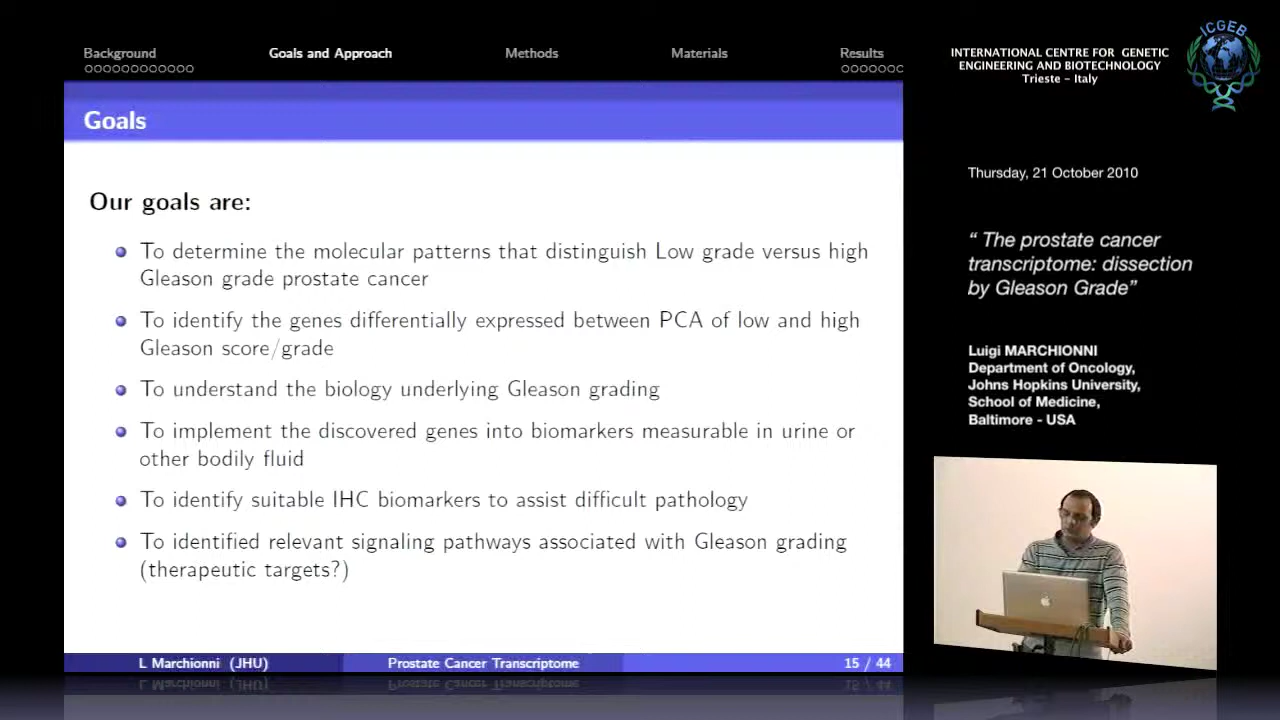 Background
Goals and Approach
Methods
Materials
Results
Goals
Our goals are:
To determine the molecular patterns that distinguish Low grade versus high
Gleason grade prostate cancer
To identify the genes differentially expressed between PCA of low and high
Gleason score/grade
To understand the biology underlying Gleason grading
To implement the discovered genes into biomarkers measurable in urine or
other bodily fluid
To identify suitable IHC biomarkers to assist difficult pathology
To identified relevant signaling pathways associated with Gleason grading
(therapeutic targets?)
L Marchionni (JHU)
Prostate Cancer Transcriptome
15 / 44
INTERNATIONAL CENTRE FOR GENETIC
ENGINEERING AND BIOTECHNOLOGY
Trieste - Italy
ICGEB
Thursday, 21 October 2010
“ The prostate cancer
transcriptome: dissection
by Gleason Grade”
Luigi MARCHIONNI
Department of Oncology,
Johns Hopkins University,
School of Medicine,
Baltimore - USA